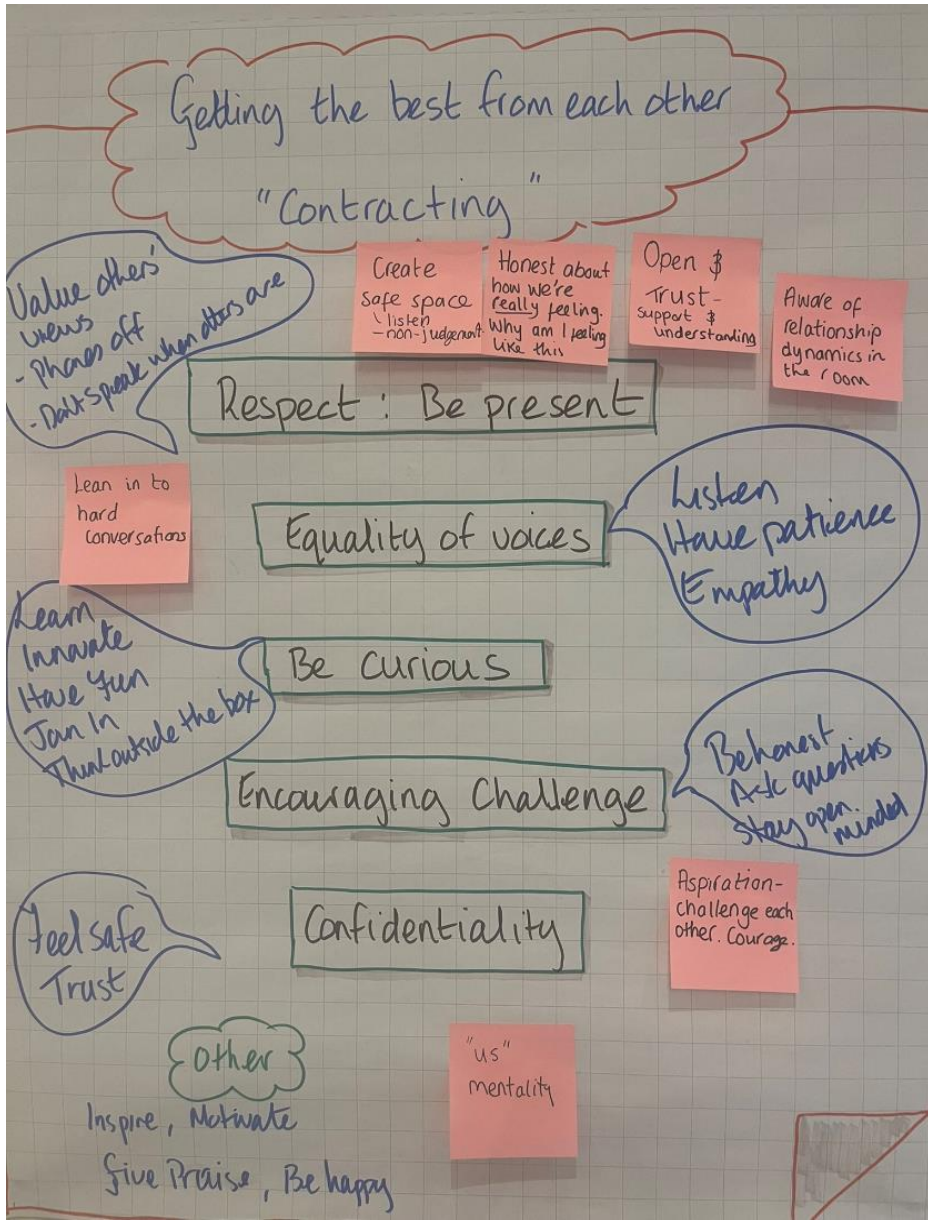 Getting the best from each other
"Contracting"
Value others'
views
- Phones off
- Don't speak when others are
Create
safe space
listen
- non-judgement
Honest about
how we're
really feeling.
Why am I feeling
like this
Open $
Trust -
support $
understanding
Aware of
relationship
dynamics in
the room
Respect : Be present
Lean in to
hard
conversations
Equality of voices
Listen
Have patience
Empathy
Learn
Innovate
Have fun
Join In
Think outside the box
Be curious
Encouraging Challenge
Be honest
Ask questions
Stay open.
minded
Aspiration-
challenge each
other. Courage.
Confidentiality
Feel safe
Trust
Other
Inspire, Motivate
Give Praise, Be happy
"us"
mentality